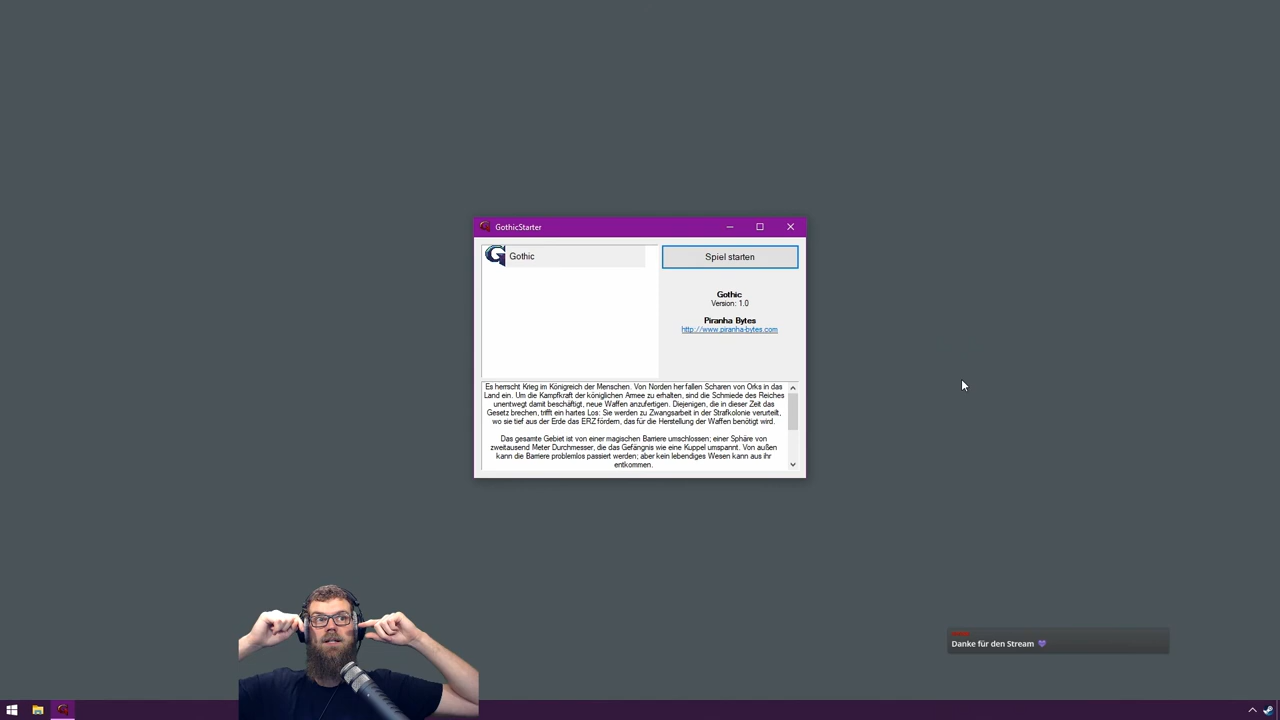 GothicStarter
Gothic
Spiel starten
Gothic
Version: 1.0
Piranha Bytes
http://www.piranha-bytes.com
Es herrscht Krieg im Königreich der Menschen. Von Norden her fallen Scharen von Orks in das
Land ein. Um die Kampfkraft der königlichen Armee zu erhalten, sind die Schmiede des Reiches
unentwegt damit beschäftigt, neue Waffen anzufertigen. Diejenigen, die in dieser Zeit das
Gesetz brechen, trifft ein hartes Los: Sie werden zu Zwangsarbeit in der Strafkolonie verurteilt,
wo sie tief aus der Erde das ERZ fördern, das für die Herstellung der Waffen benötigt wird.
Das gesamte Gebiet ist von einer magischen Barriere umschlossen; einer Sphäre von
zweitausend Meter Durchmesser, die das Gefängnis wie eine Kuppel umspannt. Von außen
kann die Barriere problemlos passiert werden; aber kein lebendiges Wesen kann aus ihr
entkommen.
Danke für den Stream 💜